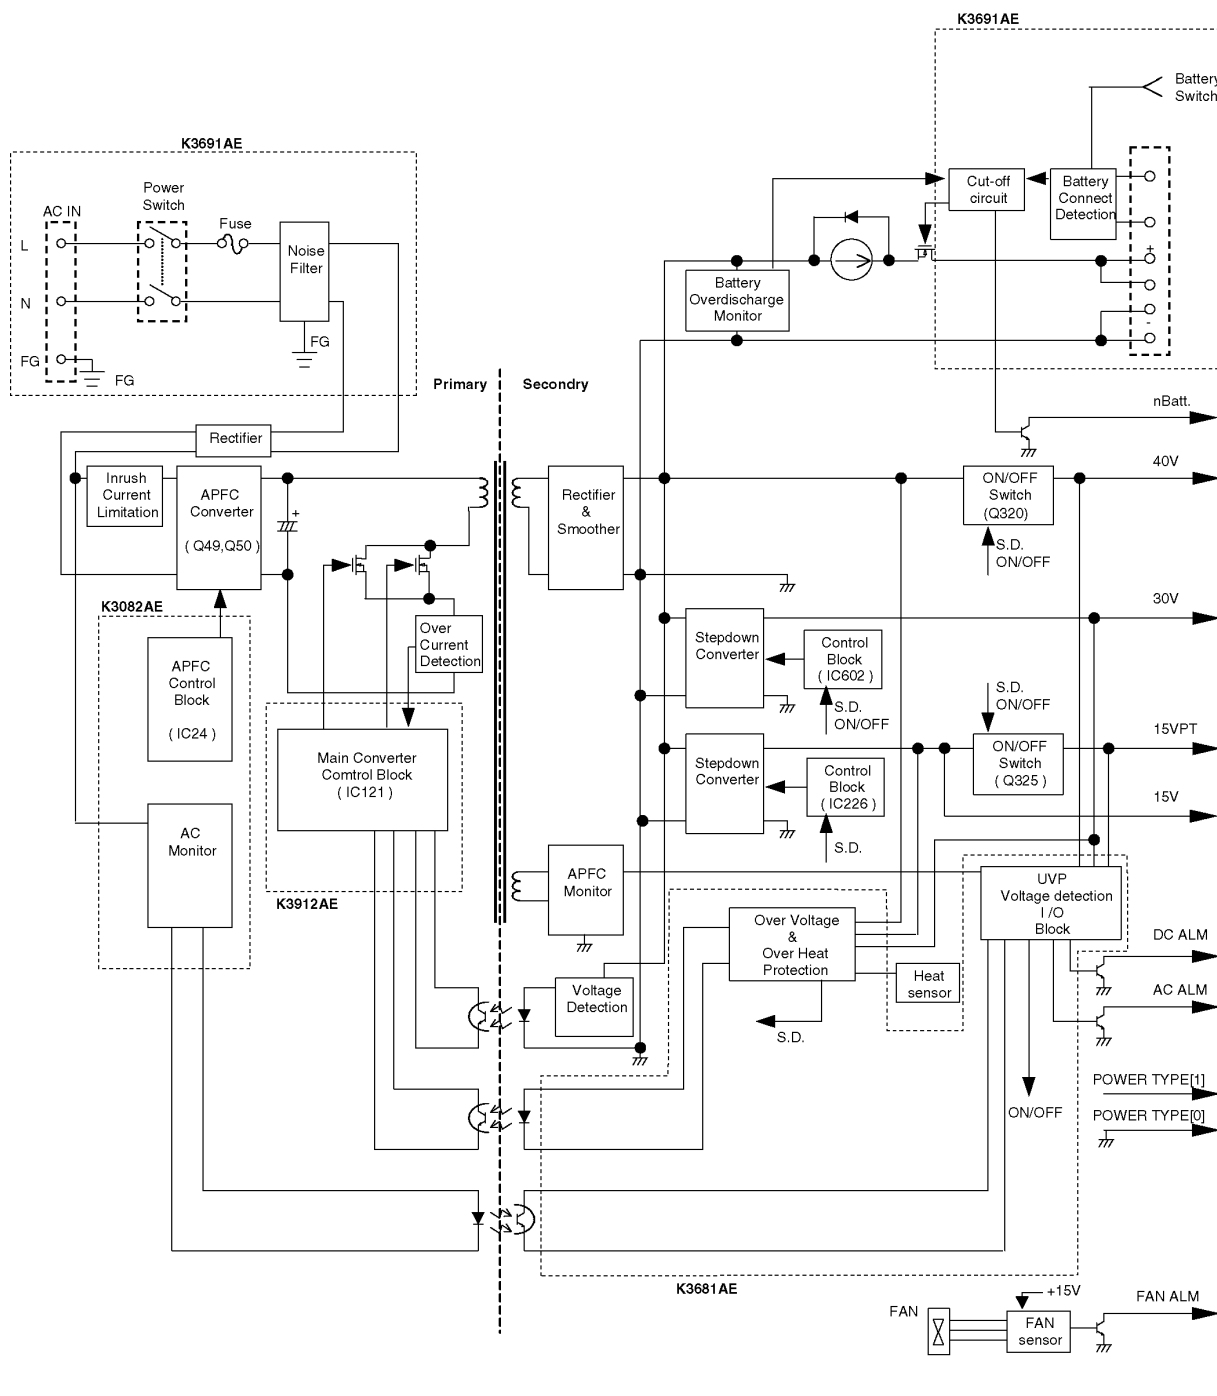 K3691AE
Battery
Switch
K3691AE
Power
Switch
AC IN
Fuse
L
Noise
Filter
N
FG
FG
FG
Cut-off
circuit
Battery
Connect
Detection
+
-
Battery
Overdischarge
Monitor
Primary
Secondry
nBatt.
Rectifier
40V
Inrush
Current
Limitation
APFC
Converter
( Q49,Q50 )
+
Rectifier
&
Smoother
ON/OFF
Switch
(Q320)
S.D.
ON/OFF
K3082AE
30V
Over
Current
Detection
Stepdown
Converter
Control
Block
( IC602 )
S.D.
ON/OFF
S.D.
ON/OFF
APFC
Control
Block
( IC24 )
15VPT
Main Converter
Comtrol Block
( IC121 )
Stepdown
Converter
Control
Block
( IC226 )
S.D.
ON/OFF
Switch
( Q325 )
15V
AC
Monitor
K3912AE
APFC
Monitor
UVP
Voltage detection
I /O
Block
Over Voltage
&
Over Heat
Protection
DC ALM
Heat
sensor
AC ALM
Voltage
Detection
S.D.
ON/OFF
POWER TYPE[1]
POWER TYPE[0]
K3681AE
+15V
FAN ALM
FAN
FAN
sensor